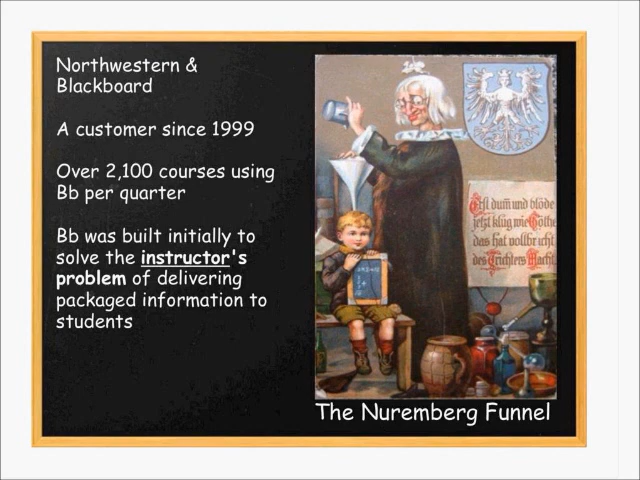 Northwestern &
Blackboard
A customer since 1999
Over 2,100 courses using
Bb per quarter
Bb was built initially to
solve the instructor's
problem of delivering
packaged information to
students
Erst dum̄ und blöde
jetzt klug wie Göthe
das hat vollbracht
des Trichters Macht.
The Nuremberg Funnel